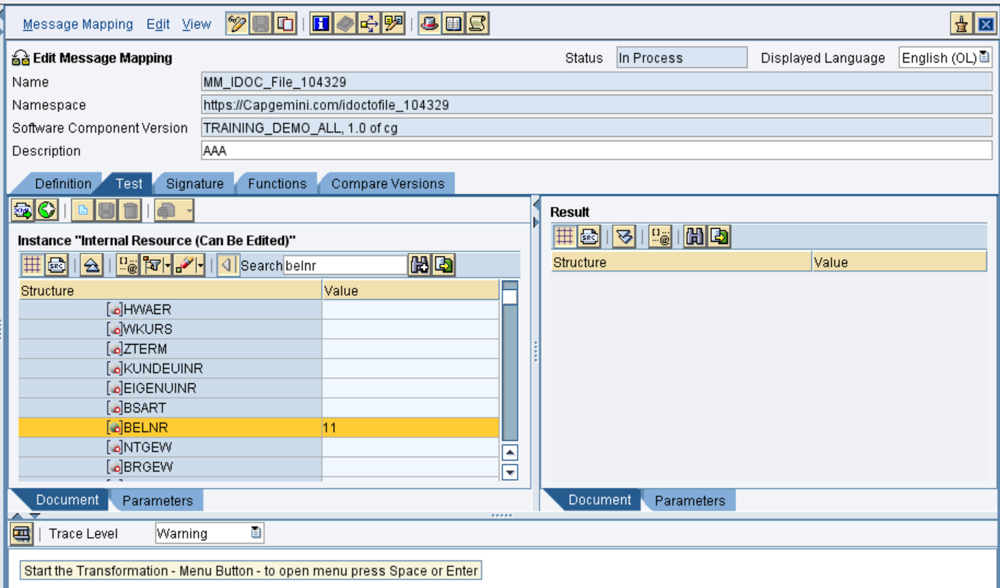 Message Mapping Edit View
Edit Message Mapping Status In Process Displayed Language English (OL)
Name MM_IDOC_File_104329
Namespace https://Capgemini.com/idoctofile_104329
Software Component Version TRAINING_DEMO_ALL, 1.0 of cg
Description AAA
Definition Test Signature Functions Compare Versions
XML
Result
Instance "Internal Resource (Can Be Edited)"
SRC
SRC Search belnr
Structure Value
Structure Value
HWAER
WKURS
ZTERM
KUNDEUINR
EIGENUINR
BSART
BELNR 11
NTGEW
BRGEW
Document Parameters
Document Parameters
Trace Level Warning
Start the Transformation - Menu Button - to open menu press Space or Enter